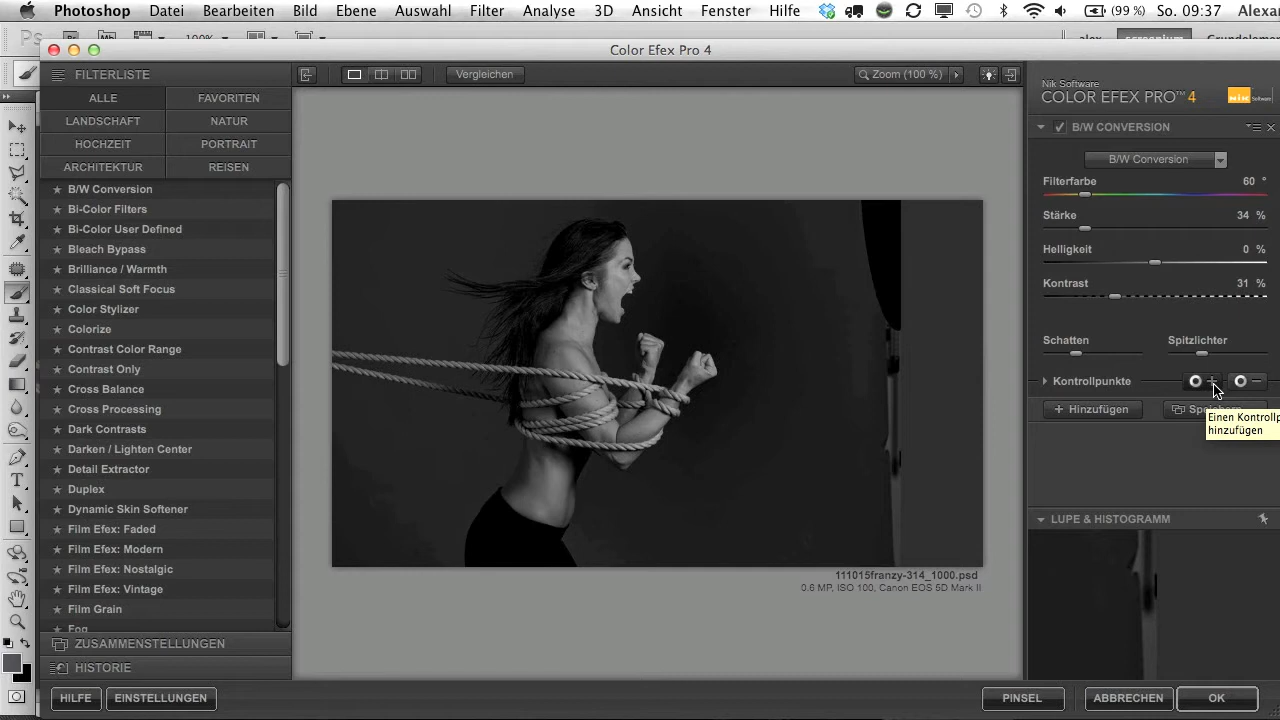 Photoshop Datei Bearbeiten Bild Ebene Auswahl Filter Analyse 3D Ansicht Fenster Hilfe (99 %) So. 09:37 Alexa
Color Efex Pro 4
FILTERLISTE
Vergleichen
Zoom (100 %)
ALLE FAVORITEN
LANDSCHAFT NATUR
HOCHZEIT PORTRAIT
ARCHITEKTUR REISEN
B/W Conversion
Bi-Color Filters
Bi-Color User Defined
Bleach Bypass
Brilliance / Warmth
Classical Soft Focus
Color Stylizer
Colorize
Contrast Color Range
Contrast Only
Cross Balance
Cross Processing
Dark Contrasts
Darken / Lighten Center
Detail Extractor
Duplex
Dynamic Skin Softener
Film Efex: Faded
Film Efex: Modern
Film Efex: Nostalgic
Film Efex: Vintage
Film Grain
Fog
ZUSAMMENSTELLUNGEN
HISTORIE
HILFE EINSTELLUNGEN
111015franzy-314_1000.psd
0.6 MP, ISO 100, Canon EOS 5D Mark II
Nik Software
COLOR EFEX PRO™ 4
B/W CONVERSION
B/W Conversion
Filterfarbe 60 °
Stärke 34 %
Helligkeit 0 %
Kontrast 31 %
Schatten Spitzlichter
Kontrollpunkte
+ Hinzufügen Speichern
Einen Kontrollp
hinzufügen
LUPE & HISTOGRAMM
PINSEL ABBRECHEN OK